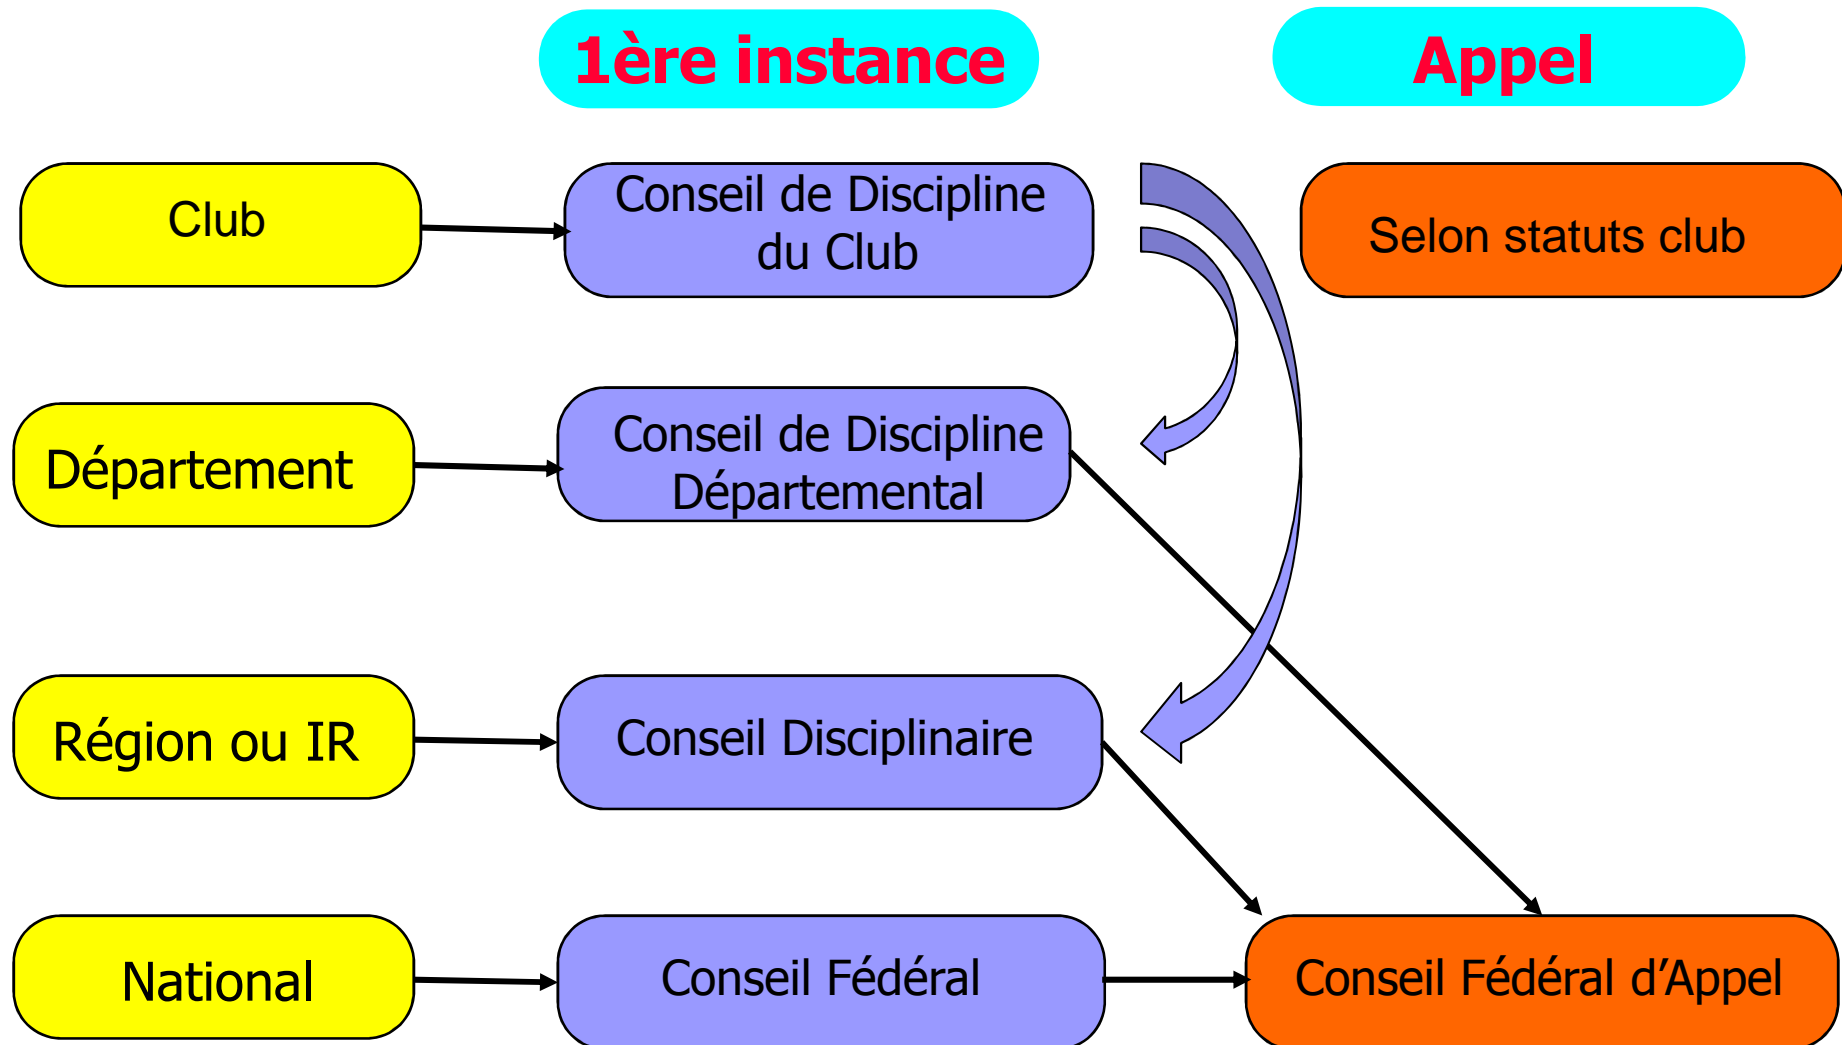 1ère instance
Appel
Club
Conseil de Discipline
du Club
Selon statuts club
Département
Conseil de Discipline
Départemental
Région ou IR
Conseil Disciplinaire
National
Conseil Fédéral
Conseil Fédéral d’Appel